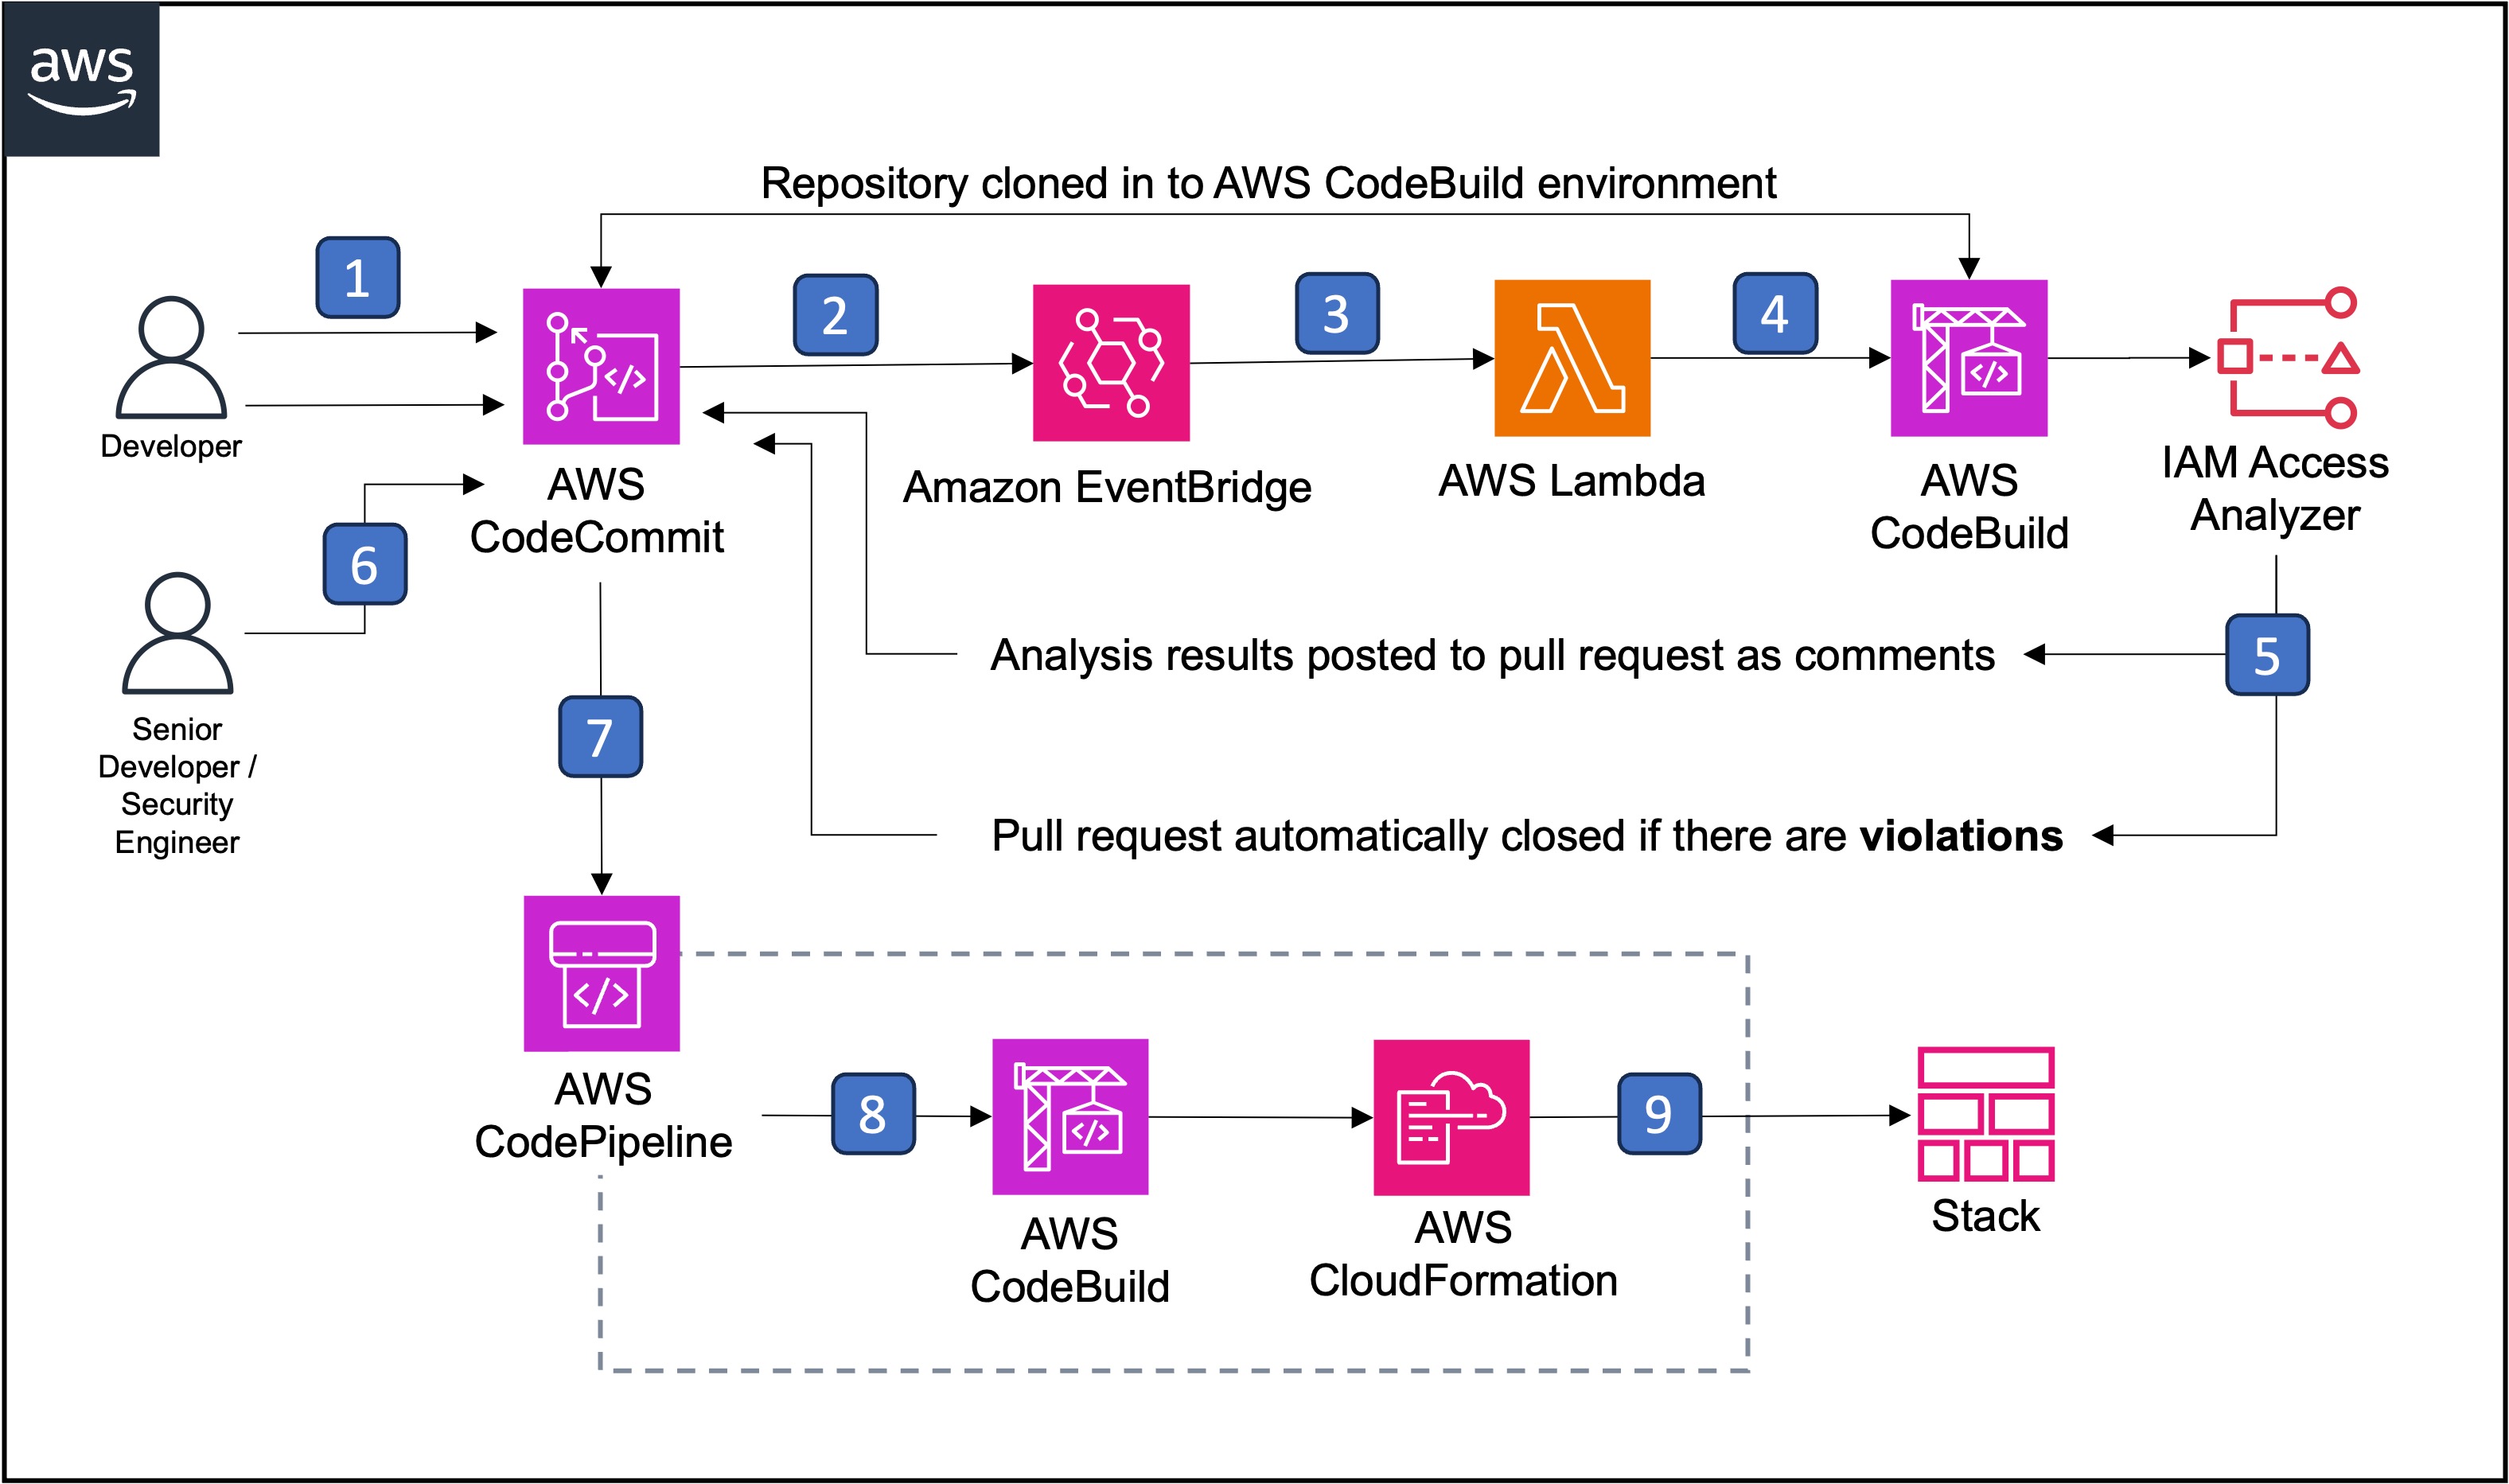 aws
Repository cloned in to AWS CodeBuild environment
1
2
3
4
</>
</>
Developer
AWS
CodeCommit
Amazon EventBridge
AWS Lambda
AWS
CodeBuild
IAM Access
Analyzer
6
Analysis results posted to pull request as comments
5
Senior
Developer /
Security
Engineer
7
Pull request automatically closed if there are violations
</>
AWS
CodePipeline
8
</>
9
AWS
CodeBuild
AWS
CloudFormation
Stack